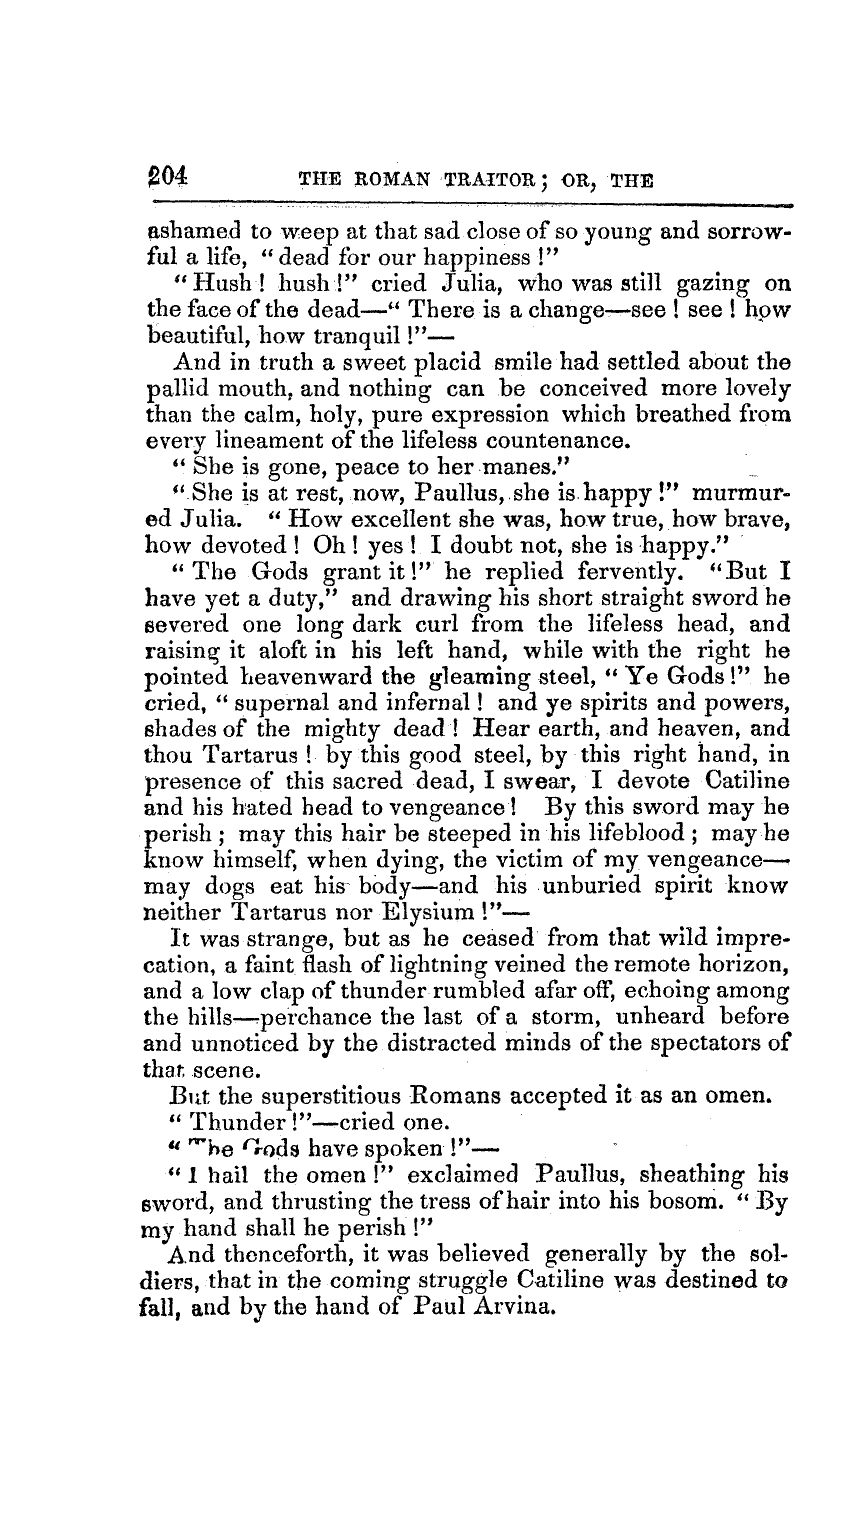 204 THE ROMAN TRAITOR; OR, THE
ashamed to weep at that sad close of so young and sorrow-
ful a life, "dead for our happiness!"
"Hush! hush!" cried Julia, who was still gazing on
the face of the dead—"There is a change—see! see! how
beautiful, how tranquil!"—
And in truth a sweet placid smile had settled about the
pallid mouth, and nothing can be conceived more lovely
than the calm, holy, pure expression which breathed from
every lineament of the lifeless countenance.
"She is gone, peace to her manes."
"She is at rest, now, Paullus, she is happy!" murmur-
ed Julia. "How excellent she was, how true, how brave,
how devoted! Oh! yes! I doubt not, she is happy."
"The Gods grant it!" he replied fervently. "But I
have yet a duty," and drawing his short straight sword he
severed one long dark curl from the lifeless head, and
raising it aloft in his left hand, while with the right he
pointed heavenward the gleaming steel, "Ye Gods!" he
cried, "supernal and infernal! and ye spirits and powers,
shades of the mighty dead! Hear earth, and heaven, and
thou Tartarus! by this good steel, by this right hand, in
presence of this sacred dead, I swear, I devote Catiline
and his hated head to vengeance! By this sword may he
perish; may this hair be steeped in his lifeblood; may he
know himself, when dying, the victim of my vengeance—
may dogs eat his body—and his unburied spirit know
neither Tartarus nor Elysium!"—
It was strange, but as he ceased from that wild impre-
cation, a faint flash of lightning veined the remote horizon,
and a low clap of thunder rumbled afar off, echoing among
the hills—perchance the last of a storm, unheard before
and unnoticed by the distracted minds of the spectators of
that scene.
But the superstitious Romans accepted it as an omen.
"Thunder!"—cried one.
"The Gods have spoken!"—
"I hail the omen!" exclaimed Paullus, sheathing his
sword, and thrusting the tress of hair into his bosom. "By
my hand shall he perish!"
And thenceforth, it was believed generally by the sol-
diers, that in the coming struggle Catiline was destined to
fall, and by the hand of Paul Arvina.